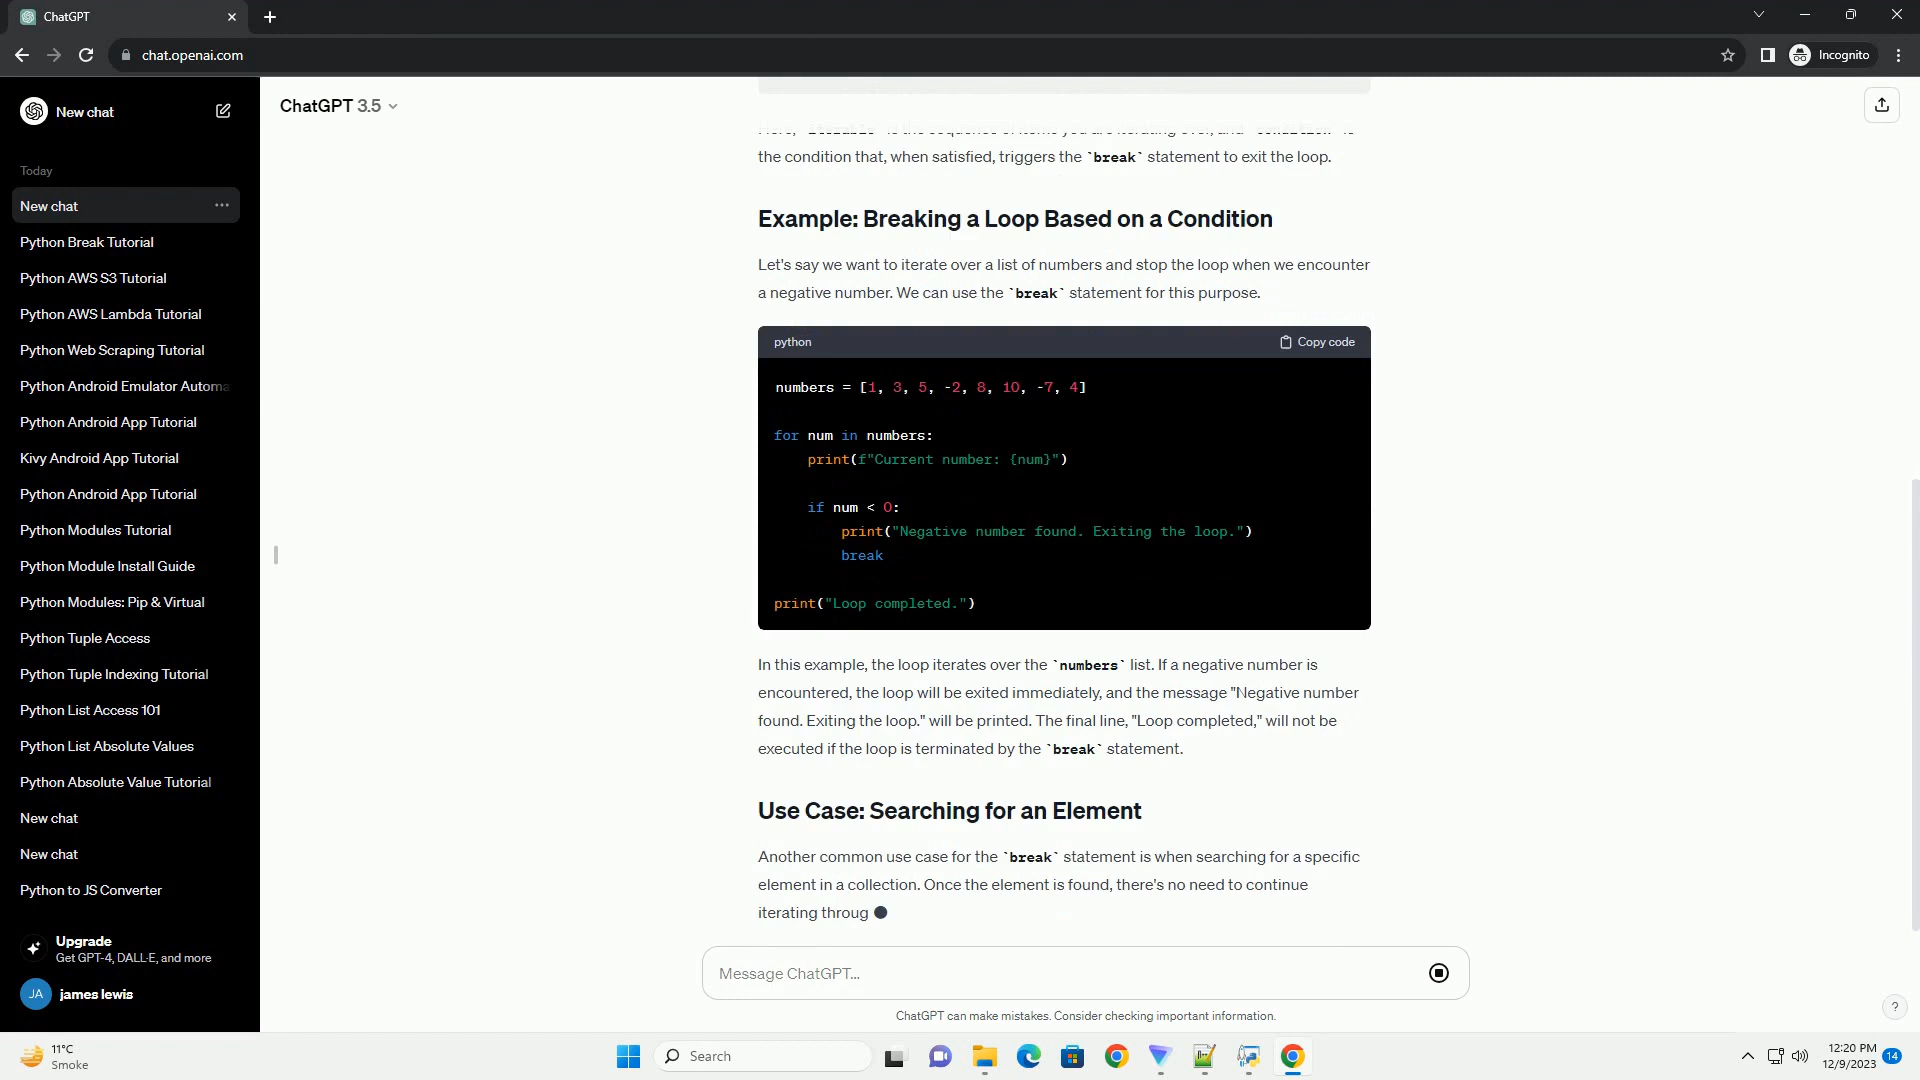 ChatGPT
chat.openai.com
Incognito
New chat
Today
New chat
Python Break Tutorial
Python AWS S3 Tutorial
Python AWS Lambda Tutorial
Python Web Scraping Tutorial
Python Android Emulator Automa
Python Android App Tutorial
Kivy Android App Tutorial
Python Android App Tutorial
Python Modules Tutorial
Python Module Install Guide
Python Modules: Pip & Virtual
Python Tuple Access
Python Tuple Indexing Tutorial
Python List Access 101
Python List Absolute Values
Python Absolute Value Tutorial
New chat
New chat
Python to JS Converter
Upgrade
Get GPT-4, DALL·E, and more
JA
james lewis
ChatGPT 3.5
the condition that, when satisfied, triggers the `break` statement to exit the loop.
Example: Breaking a Loop Based on a Condition
Let's say we want to iterate over a list of numbers and stop the loop when we encounter
a negative number. We can use the `break` statement for this purpose.
python
Copy code
numbers = [1, 3, 5, -2, 8, 10, -7, 4]
for num in numbers:
print(f"Current number: {num}")
if num < 0:
print("Negative number found. Exiting the loop.")
break
print("Loop completed.")
In this example, the loop iterates over the `numbers` list. If a negative number is
encountered, the loop will be exited immediately, and the message "Negative number
found. Exiting the loop." will be printed. The final line, "Loop completed," will not be
executed if the loop is terminated by the `break` statement.
Use Case: Searching for an Element
Another common use case for the `break` statement is when searching for a specific
element in a collection. Once the element is found, there's no need to continue
iterating throug
Message ChatGPT...
ChatGPT can make mistakes. Consider checking important information.
?
11°C
Smoke
Search
12:20 PM
12/9/2023
14